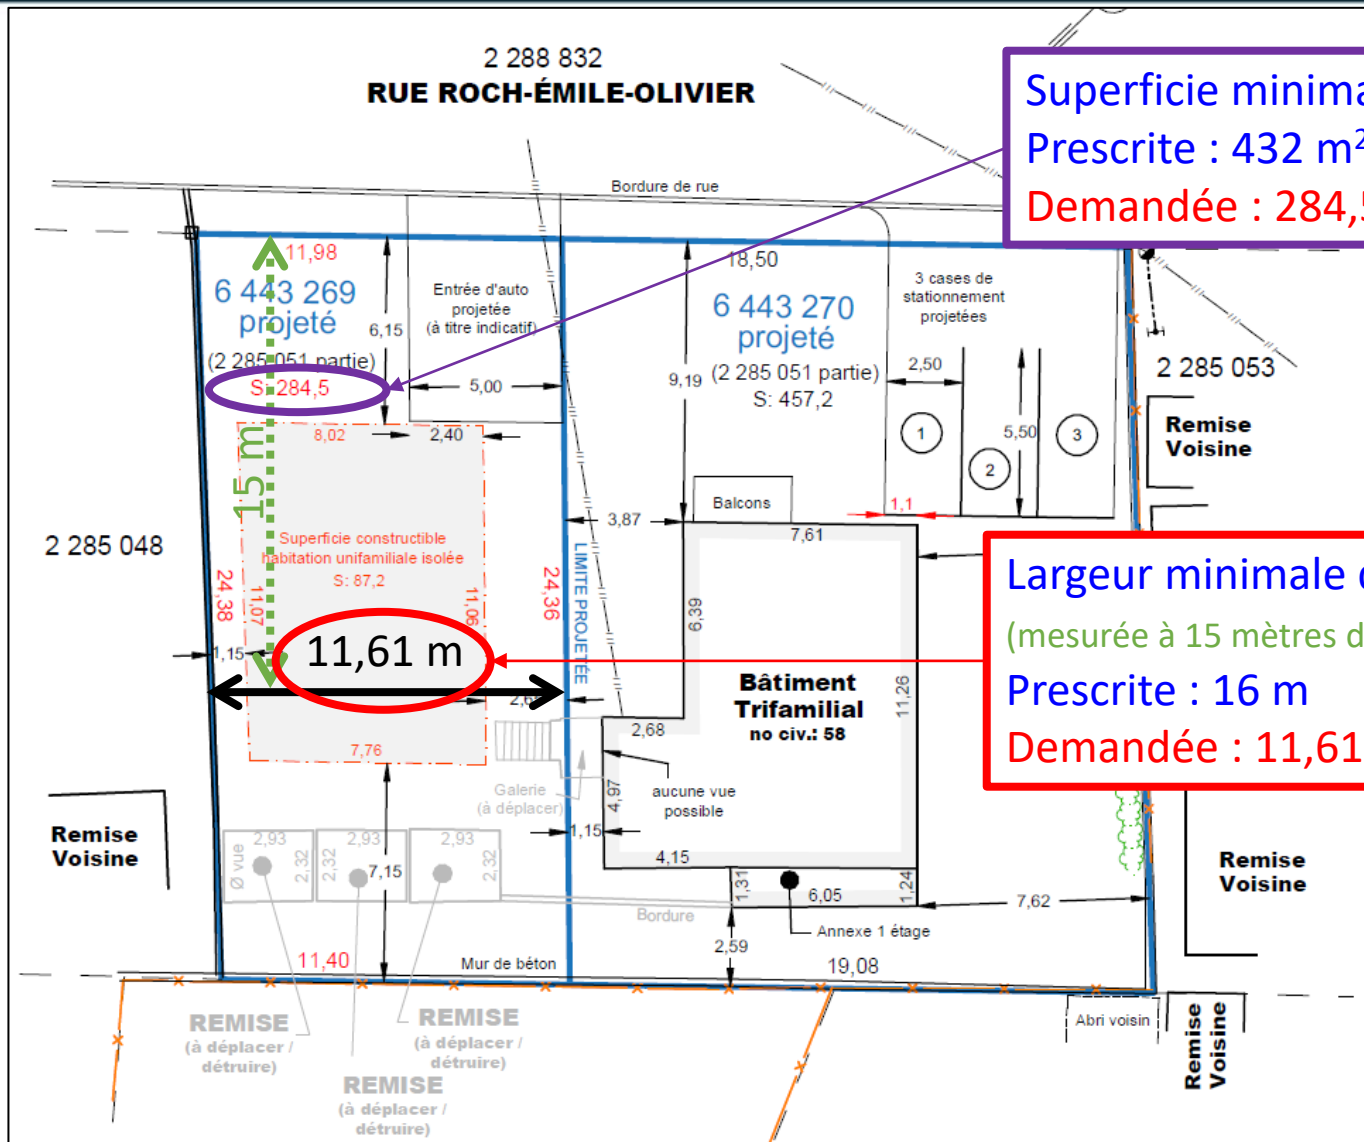 2 288 832
RUE ROCH-ÉMILE-OLIVIER
Superficie minima
Prescrite : 432 m²
Demandée : 284,5
Bordure de rue
11,98
18,50
6 443 269
projeté
(2 285 051 partie)
S: 284,5
6,15
Entrée d'auto
projetée
(à titre indicatif)
5,00
6 443 270
projeté
(2 285 051 partie)
S: 457,2
9,19
3 cases de
stationnement
projetées
2,50
5,50
1
2
3
2 285 053
Remise
Voisine
8,02
2,40
15 m
Balcons
1,1
3,87
7,61
2 285 048
Superficie constructible
habitation unifamiliale isolée
S: 87,2
LIMITE PROJETÉE
24,38
11,07
11,06
24,36
6,39
Largeur minimale
(mesurée à 15 mètres d
Prescrite : 16 m
Demandée : 11,61
1,15
11,61 m
Bâtiment
Trifamilial
no civ.: 58
11,26
2,68
7,76
Galerie
(à déplacer)
4,97
aucune vue
possible
1,15
4,15
Remise
Voisine
Ø vue
2,93
2,32
2,93
2,32
2,93
2,32
7,15
1,31
6,05
1,24
7,62
Remise
Voisine
Bordure
Annexe 1 étage
2,59
11,40
Mur de béton
19,08
REMISE
(à déplacer /
détruire)
REMISE
(à déplacer /
détruire)
REMISE
(à déplacer /
détruire)
Abri voisin
Remise
Voisine